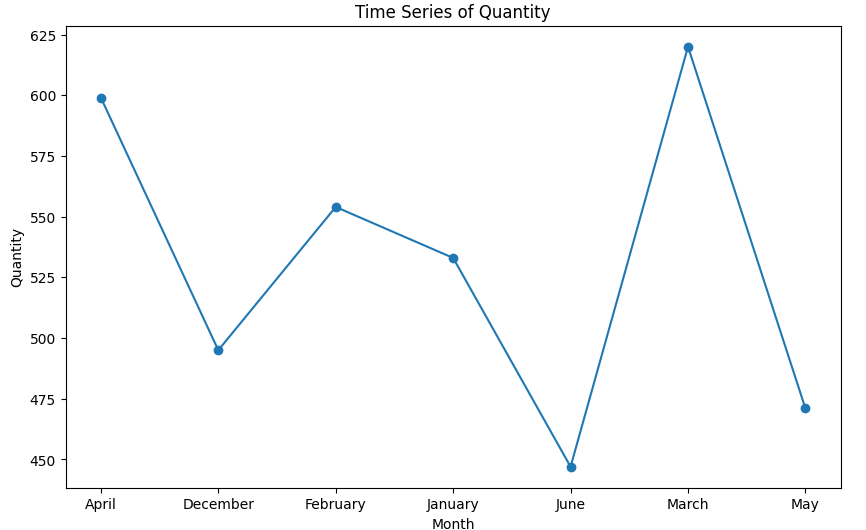 Time Series of Quantity
Quantity
625
600
575
550
525
500
475
450
April December February January June March May
Month